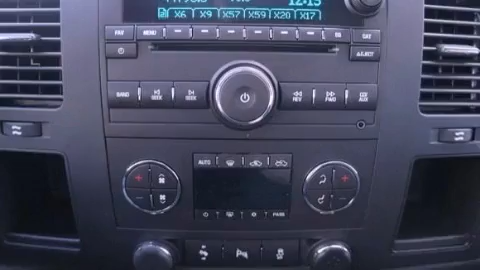 12:15
X6 X9 X57 X59 X20 X17
FAV MENU CAT
EJECT
BAND SEEK SEEK REV FWD AUX
AUTO
PASS